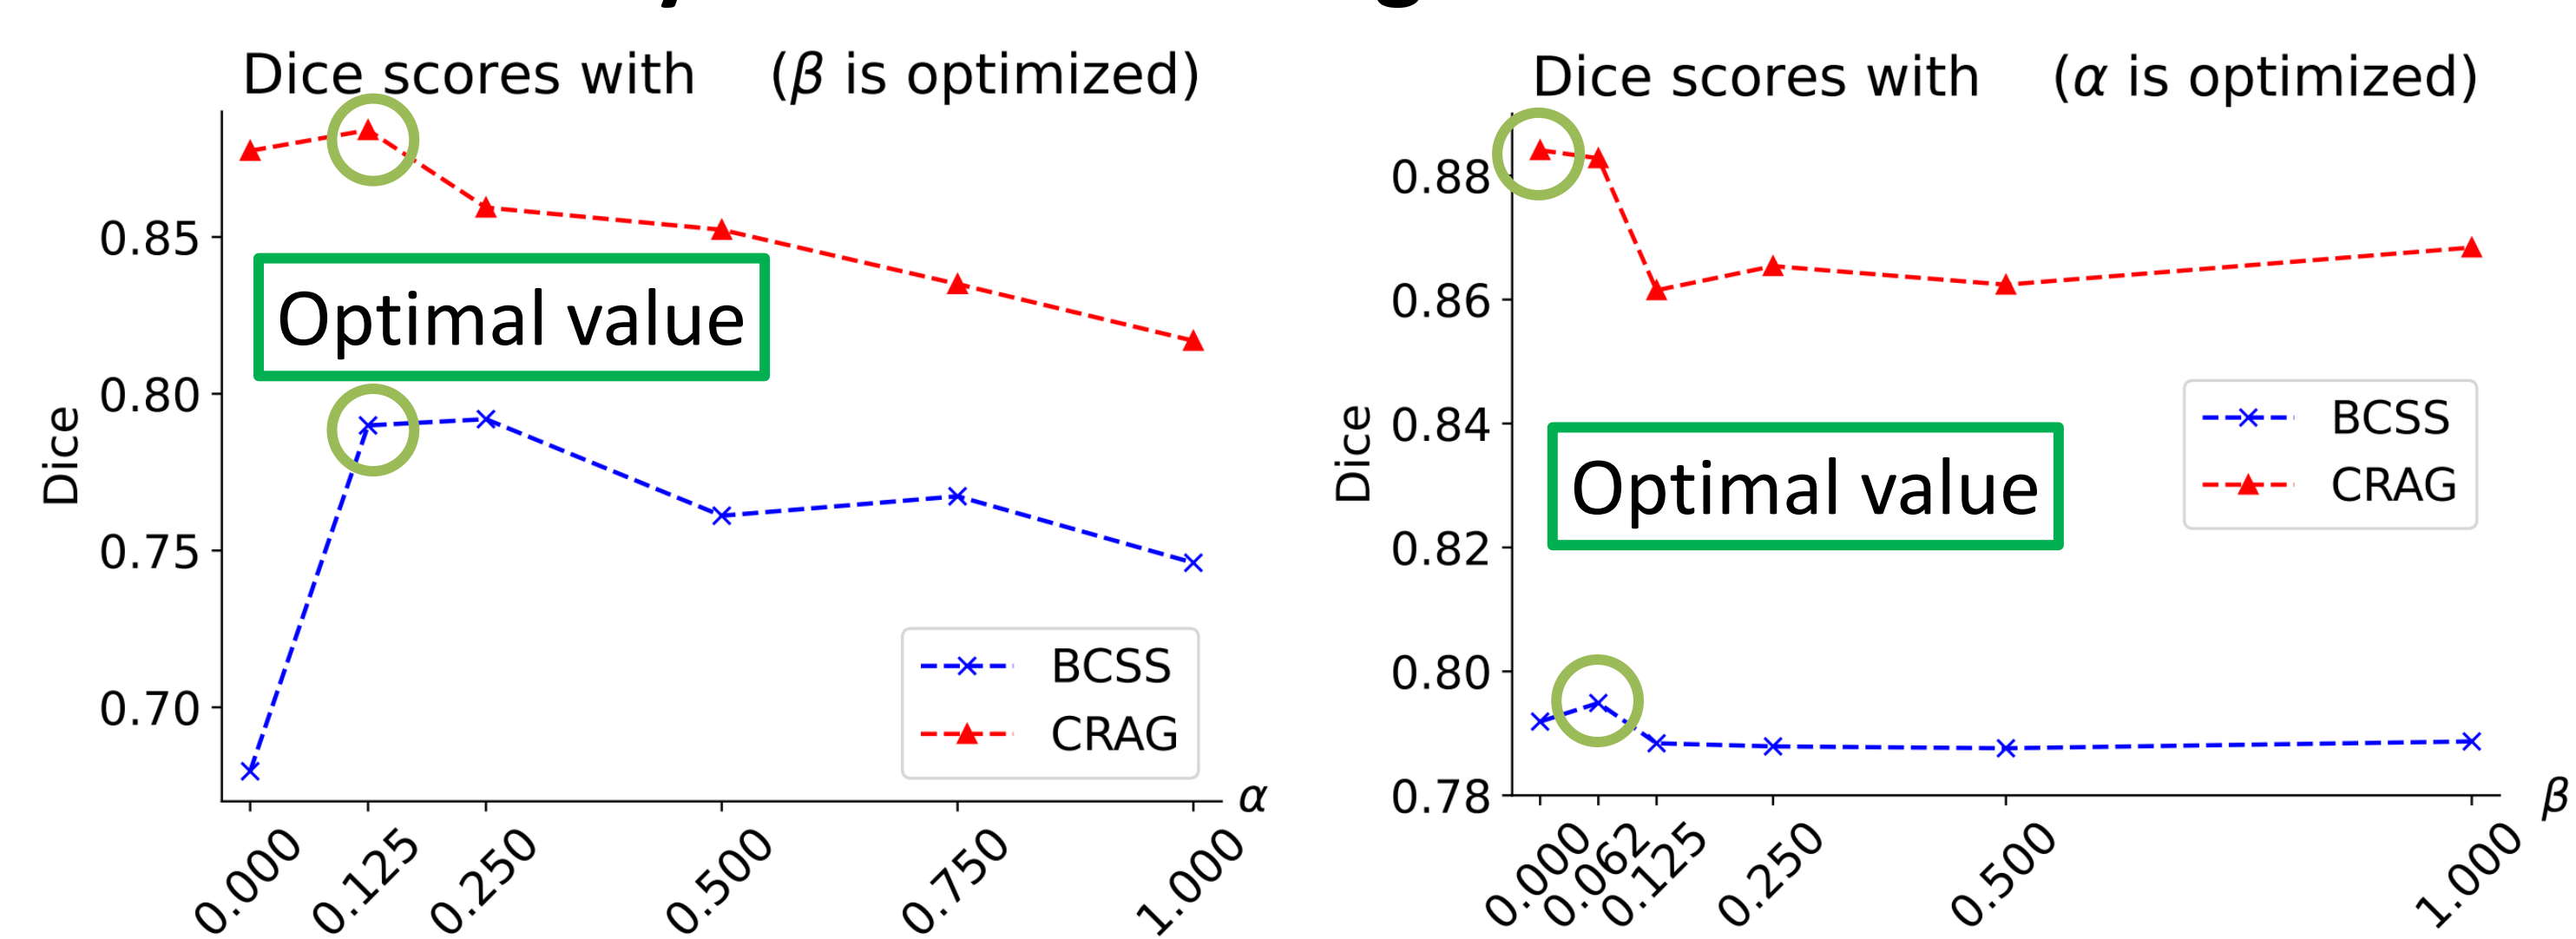 Dice scores with (β is optimized)
0.85
0.80
0.75
0.70
Dice
Optimal value
BCSS
CRAG
α
0.000
0.125
0.250
0.500
0.750
1.000
Dice scores with (α is optimized)
0.88
0.86
0.84
0.82
0.80
0.78
Dice
Optimal value
BCSS
CRAG
β
0.000
0.062
0.125
0.250
0.500
1.000